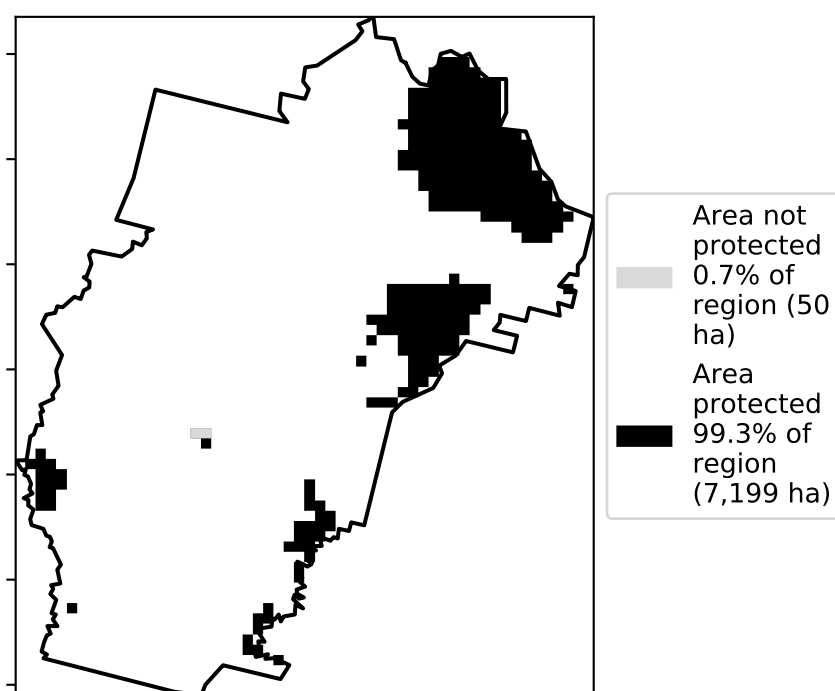 Area not
protected
0.7% of
region (50
ha)
Area
protected
99.3% of
region
(7,199 ha)